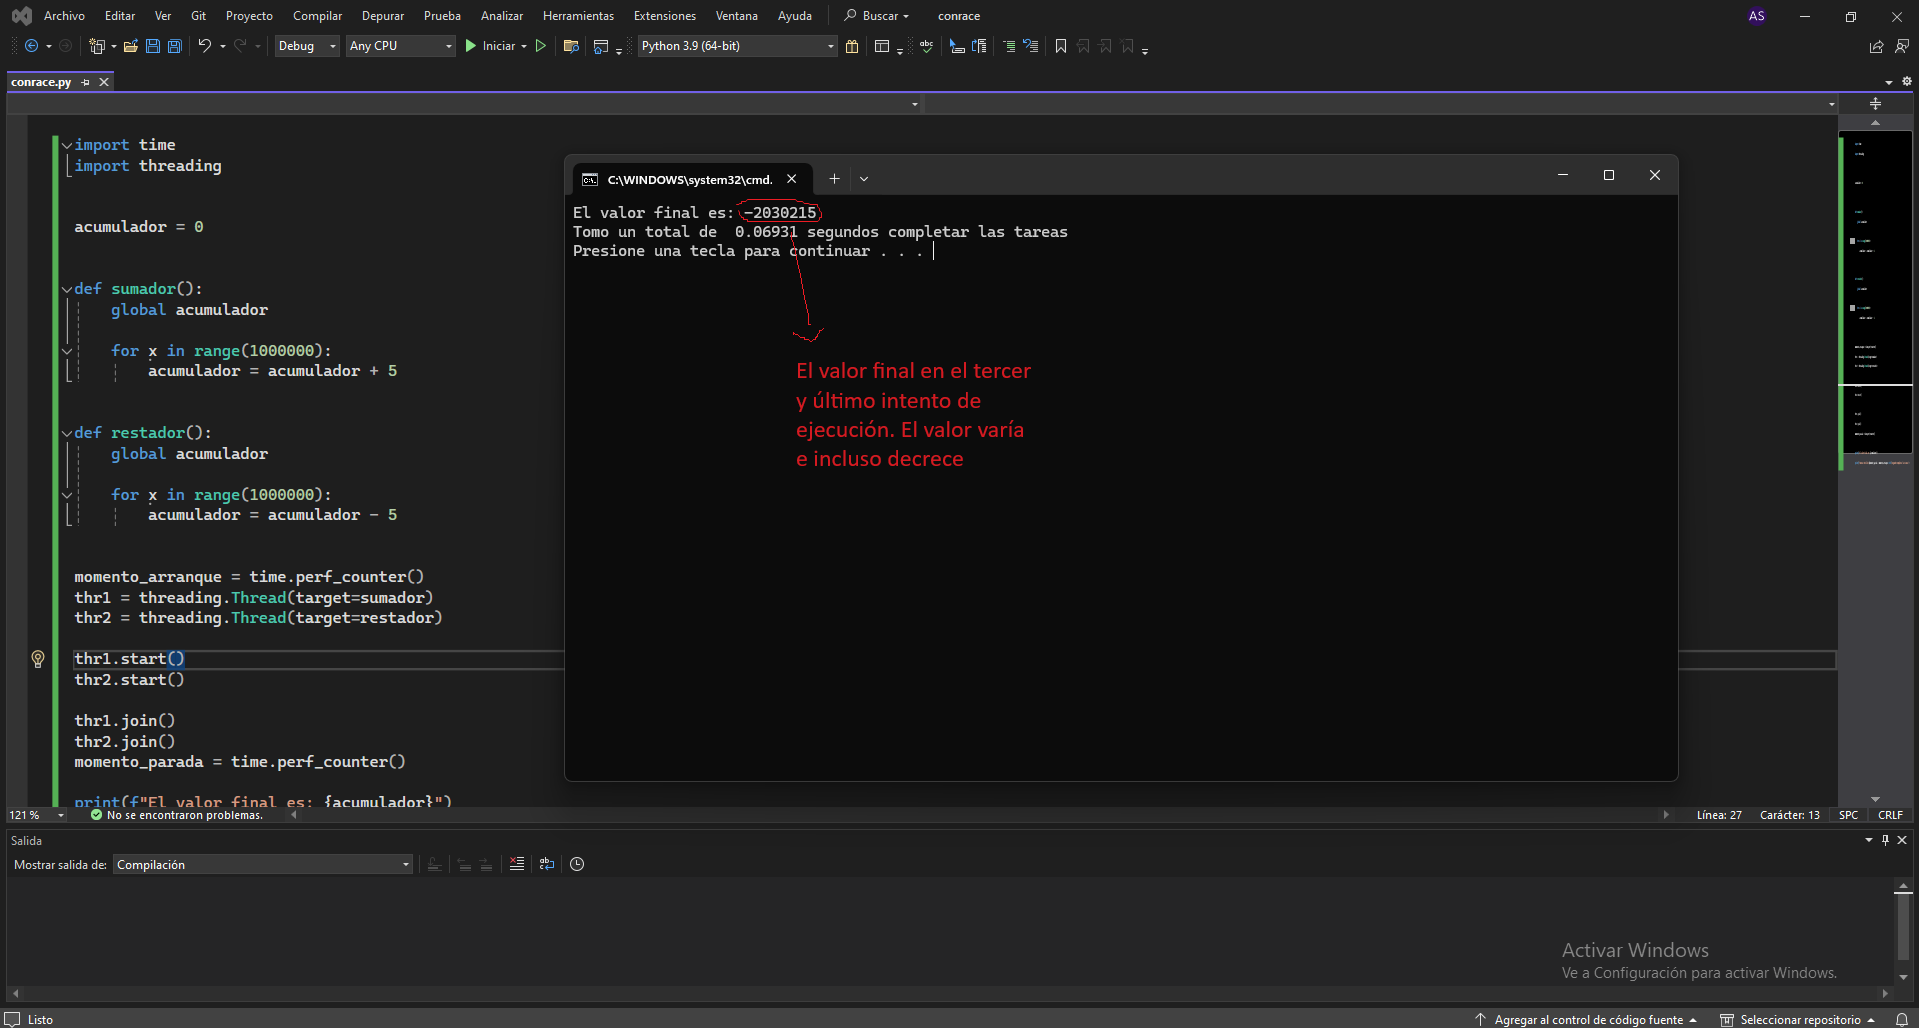 Archivo Editar Ver Git Proyecto Compilar Depurar Prueba Analizar Herramientas Extensiones Ventana Ayuda Buscar conrace AS
Debug Any CPU Iniciar Python 3.9 (64-bit)
conrace.py
import time
import threading
acumulador = 0
def sumador():
global acumulador
for x in range(1000000):
acumulador = acumulador + 5
def restador():
global acumulador
for x in range(1000000):
acumulador = acumulador - 5
momento_arranque = time.perf_counter()
thr1 = threading.Thread(target=sumador)
thr2 = threading.Thread(target=restador)
thr1.start()
thr2.start()
thr1.join()
thr2.join()
momento_parada = time.perf_counter()
print(f"El valor final es: {acumulador}")
C:\WINDOWS\system32\cmd.
El valor final es: -2030215
Tomo un total de  0.06931 segundos completar las tareas
Presione una tecla para continuar . . .
El valor final en el tercer
y último intento de
ejecución. El valor varía
e incluso decrece
121 % No se encontraron problemas. Línea: 27 Carácter: 13 SPC CRLF
Salida
Mostrar salida de: Compilación
Activar Windows
Ve a Configuración para activar Windows.
Listo Agregar al control de código fuente Seleccionar repositorio